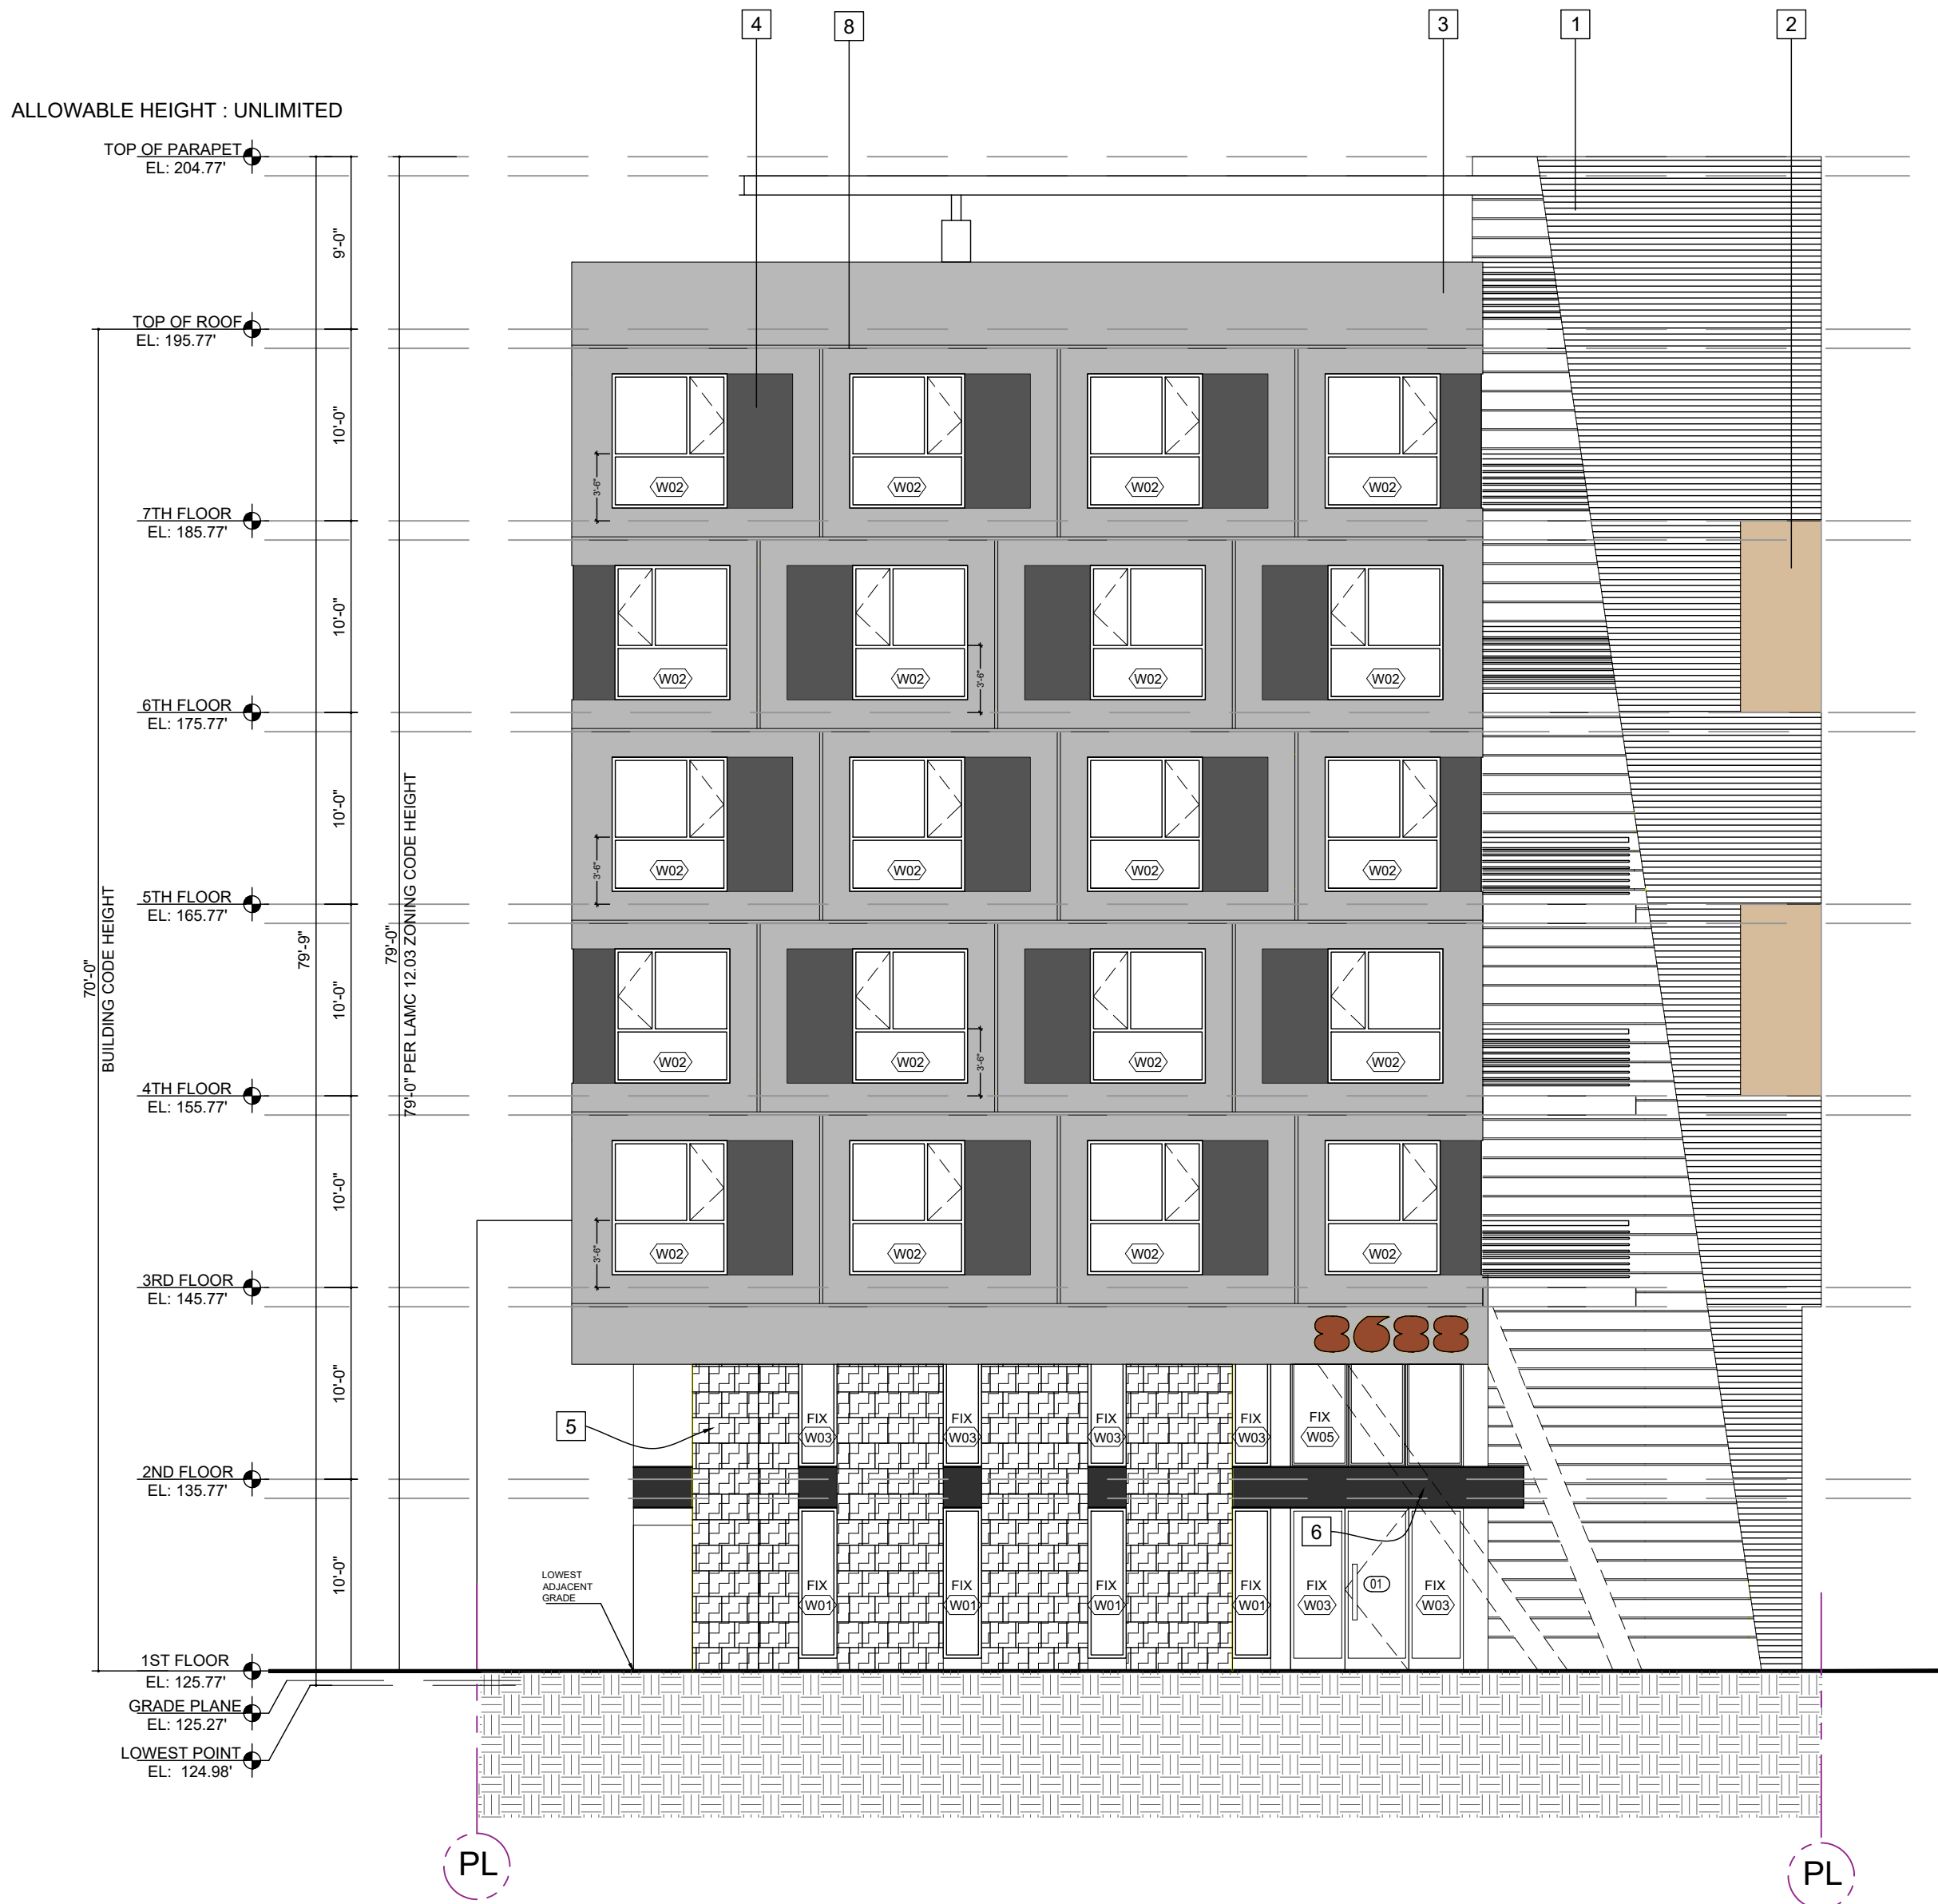 4
8
3
1
2
ALLOWABLE HEIGHT : UNLIMITED
TOP OF PARAPET
EL: 204.77'
9'-0"
TOP OF ROOF
EL: 195.77'
10'-0"
3'-6"
W02
W02
W02
W02
7TH FLOOR
EL: 185.77'
10'-0"
W02
W02
3'-6"
W02
W02
6TH FLOOR
EL: 175.77'
10'-0"
3'-6"
W02
W02
W02
W02
5TH FLOOR
EL: 165.77'
70'-0"
BUILDING CODE HEIGHT
79'-9"
79'-0"
79'-0" PER LAMC 12.03 ZONING CODE HEIGHT
10'-0"
W02
W02
3'-6"
W02
W02
4TH FLOOR
EL: 155.77'
10'-0"
3'-6"
W02
W02
W02
W02
3RD FLOOR
EL: 145.77'
8688
10'-0"
5
FIX
W03
FIX
W03
FIX
W03
FIX
W03
FIX
W05
2ND FLOOR
EL: 135.77'
6
10'-0"
LOWEST
ADJACENT
GRADE
FIX
W01
FIX
W01
FIX
W01
FIX
W01
FIX
W03
01
FIX
W03
1ST FLOOR
EL: 125.77'
GRADE PLANE
EL: 125.27'
LOWEST POINT
EL: 124.98'
PL
PL